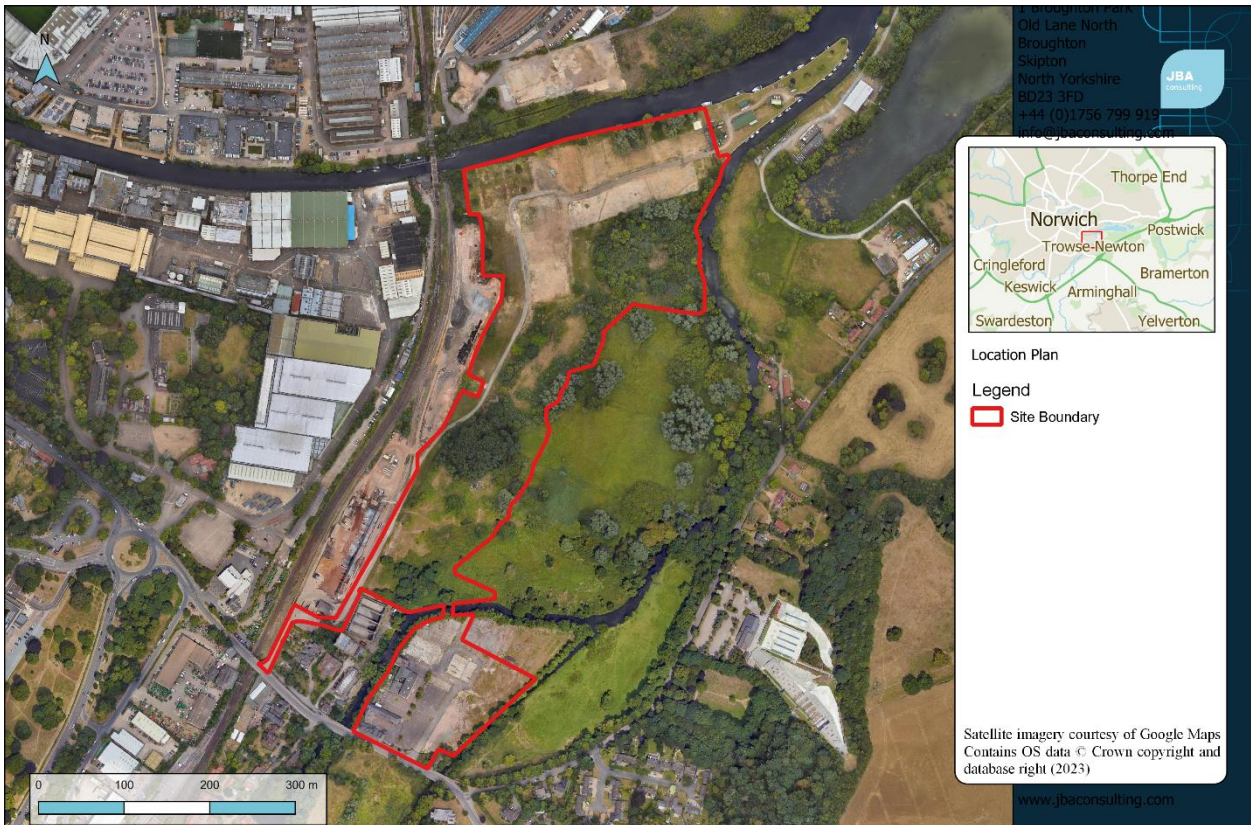 N
0
100
200
300 m
1 Broughton Park
Old Lane North
Broughton
Skipton
North Yorkshire
BD23 3FD
+44 (0)1756 799 919
info@jbaconsulting.com
JBA
consulting
Thorpe End
Norwich
Postwick
Trowse-Newton
Cringleford
Bramerton
Keswick
Arminghall
Swardeston
Yelverton
Location Plan
Legend
Site Boundary
Satellite imagery courtesy of Google Maps
Contains OS data © Crown copyright and
database right (2023)
www.jbaconsulting.com